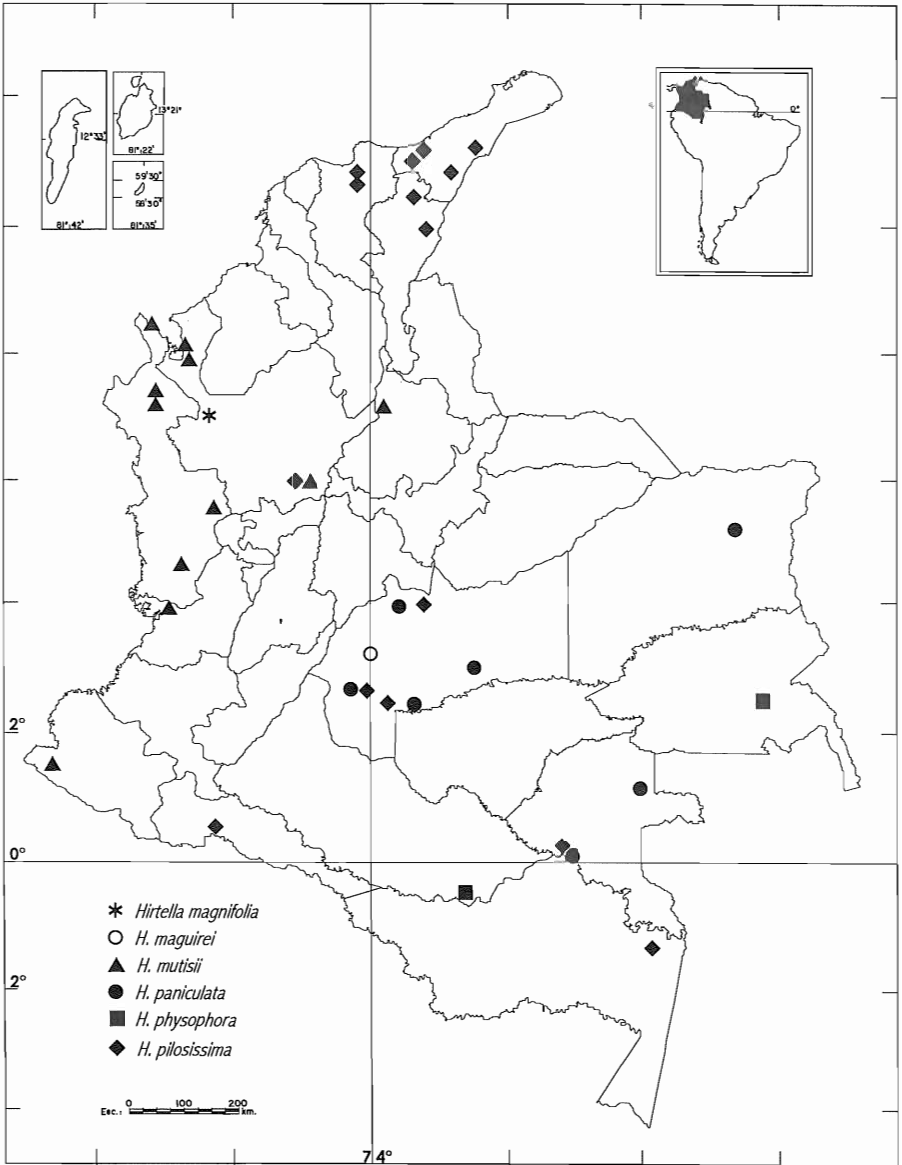 13°21'
12°33'
81°22'
59'30"
58'30"
81°42'
81°35'
0°
2°
0°
2°
Hirtella magnifolia
H. maguirei
H. mutisii
H. paniculata
H. physophora
H. pilosissima
Esc.: 0 100 200 km.
74°